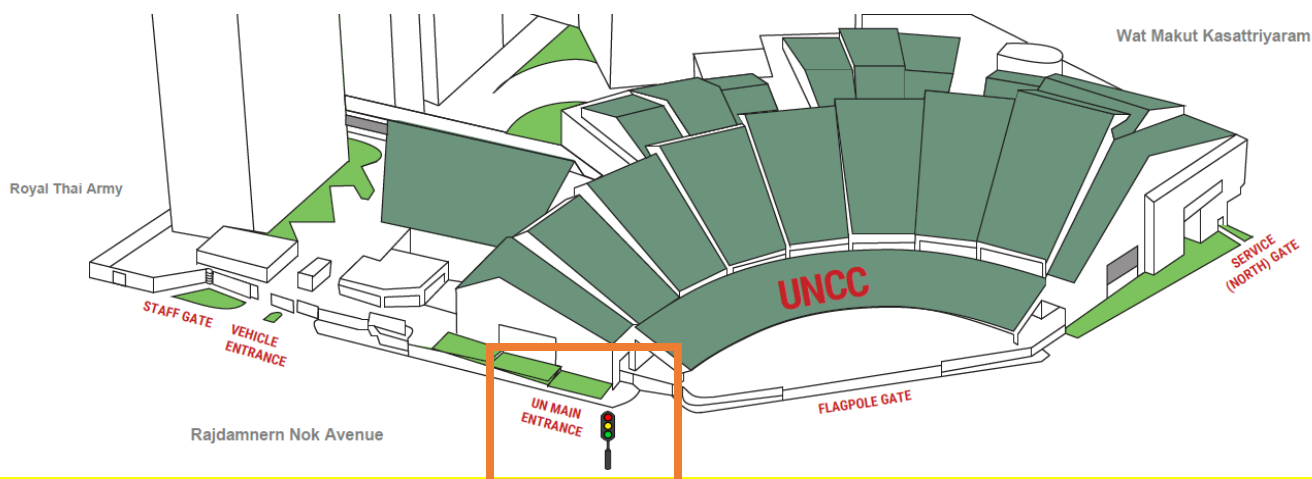 Wat Makut Kasattriyaram
Royal Thai Army
UNCC
SERVICE
(NORTH) GATE
STAFF GATE
VEHICLE
ENTRANCE
UN MAIN
ENTRANCE
FLAGPOLE GATE
Rajdamnern Nok Avenue